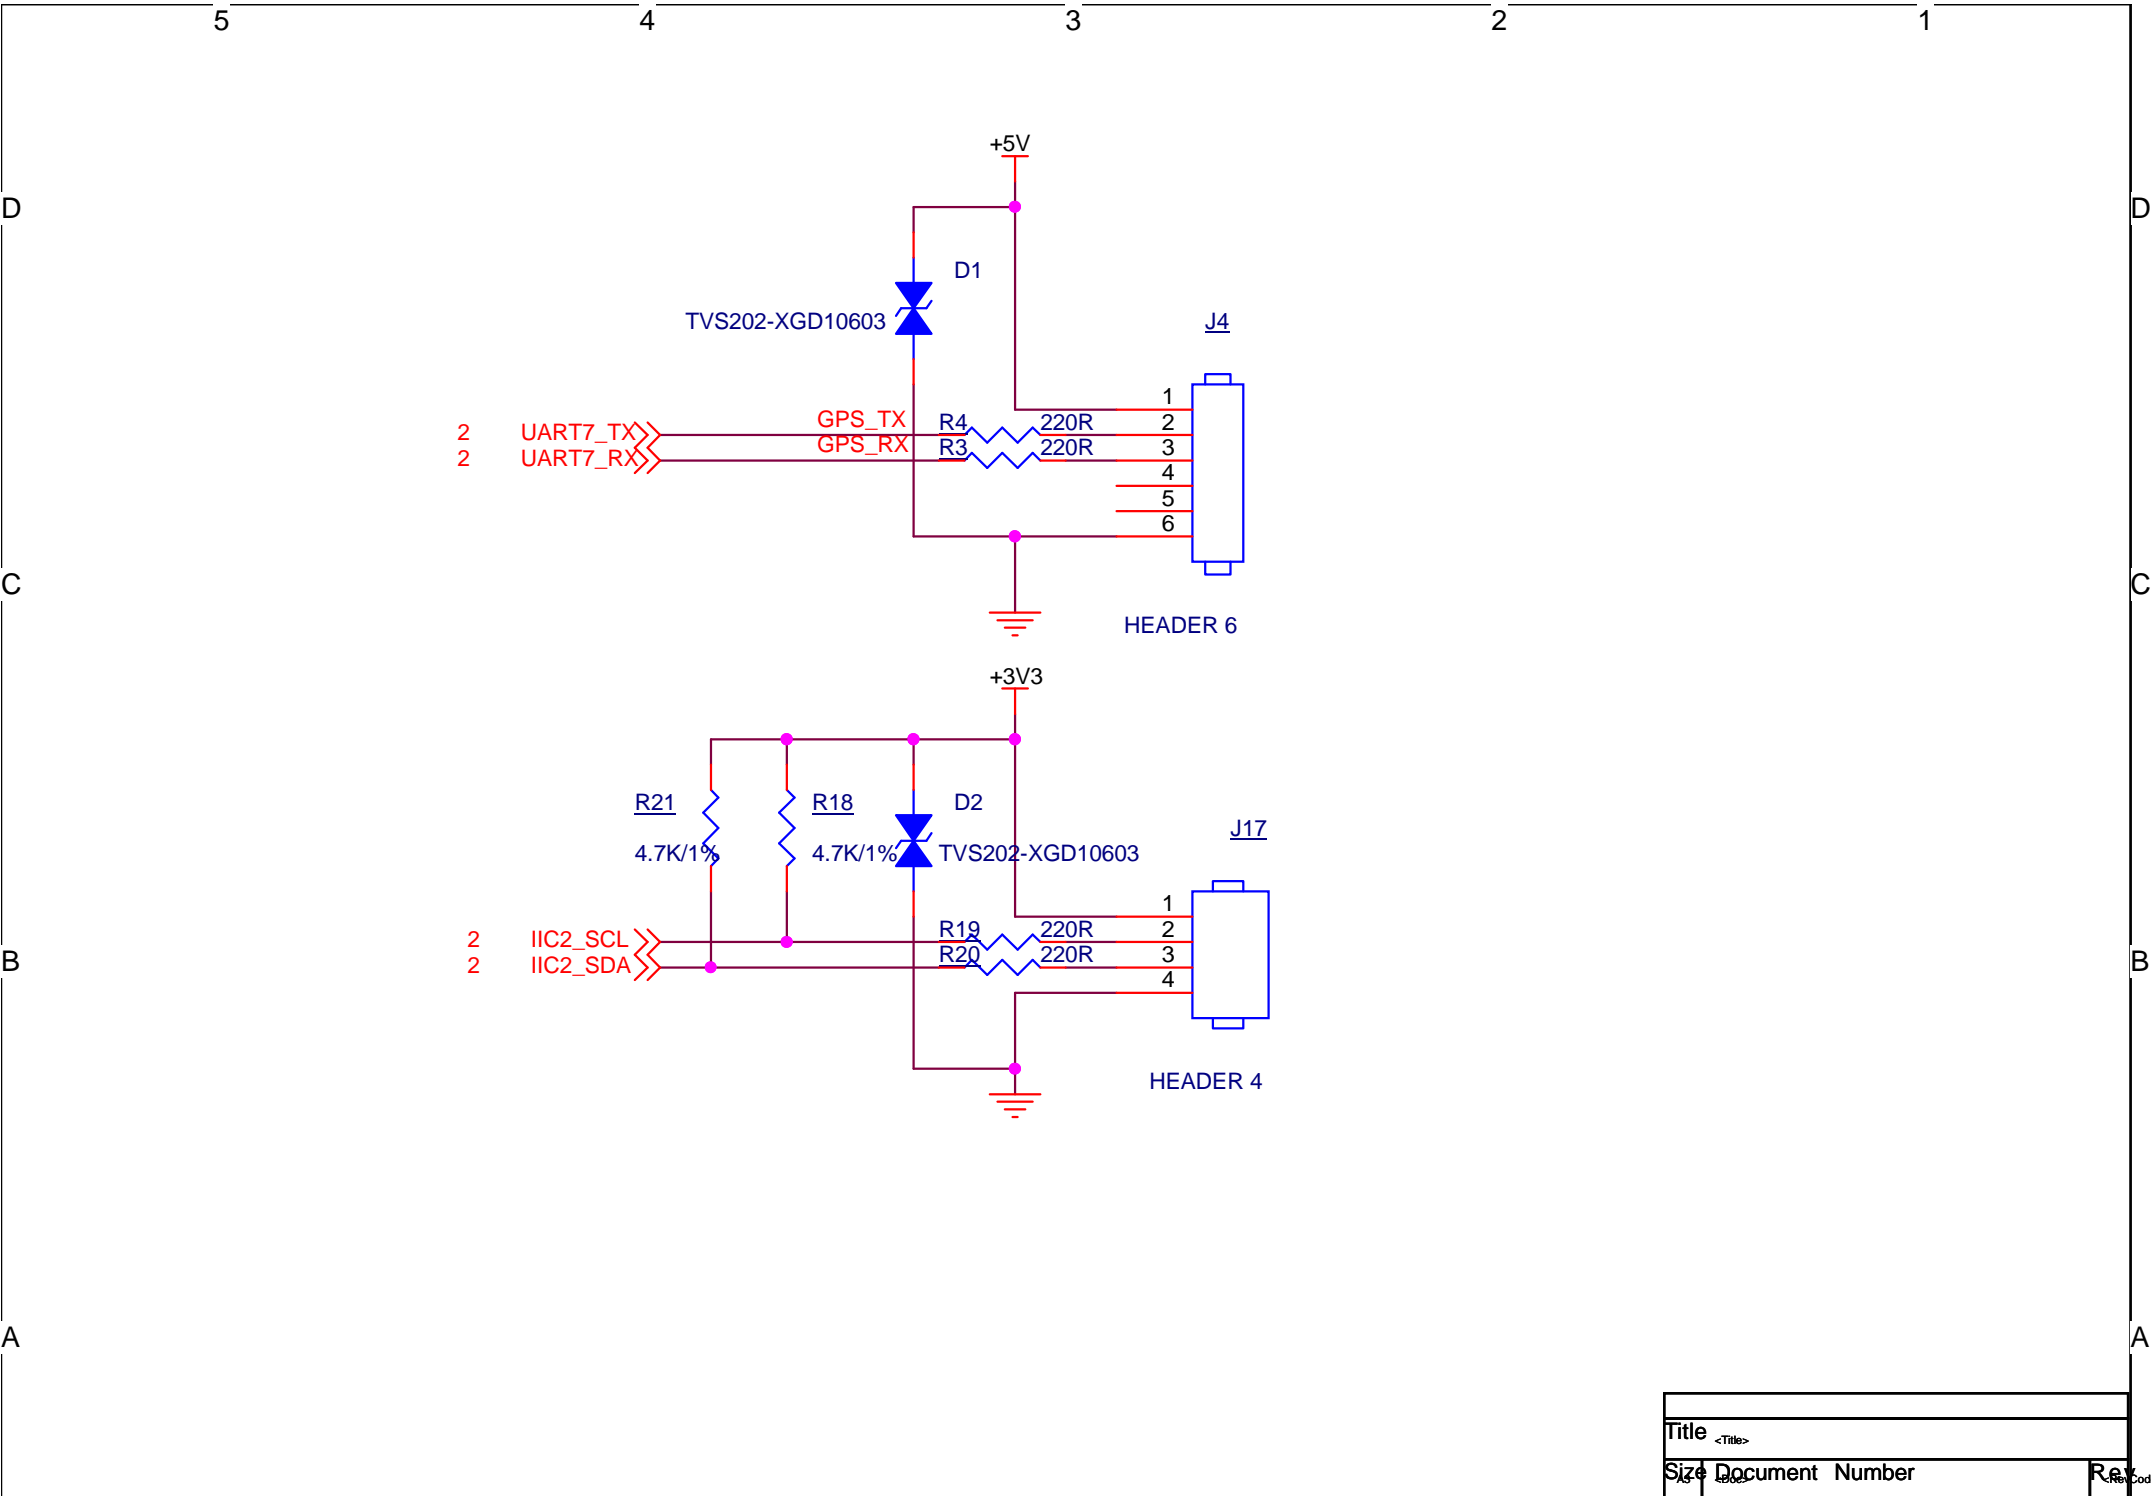 5 4 3 2 1
+5V
D D
D1
TVS202-XGD10603
J4
1
GPS_TX R4 220R 2
2 UART7_TX
GPS_RX R3 220R 3
2 UART7_RX
4
5
6
C C
HEADER 6
+3V3
R21 R18 D2
J17
4.7K/1% 4.7K/1% TVS202-XGD10603
1
2 IIC2_SCL R19 220R 2
2 IIC2_SDA R20 220R 3
B B
4
HEADER 4
A A
Title <Title>
Size Document Number Rev
A3 <Doc> <RevCod